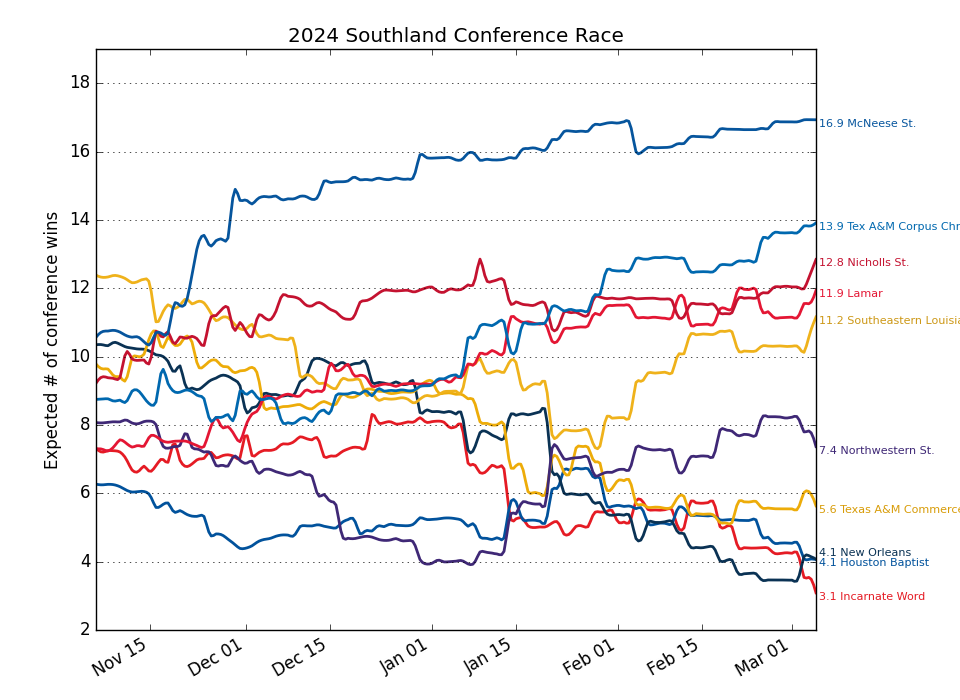 2024 Southland Conference Race
Expected # of conference wins
18
16
14
12
10
8
6
4
2
Nov 15
Dec 01
Dec 15
Jan 01
Jan 15
Feb 01
Feb 15
Mar 01
16.9 McNeese St.
13.9 Tex A&M Corpus Chr
12.8 Nicholls St.
11.9 Lamar
11.2 Southeastern Louisia
7.4 Northwestern St.
5.6 Texas A&M Commerce
4.1 New Orleans
4.1 Houston Baptist
3.1 Incarnate Word